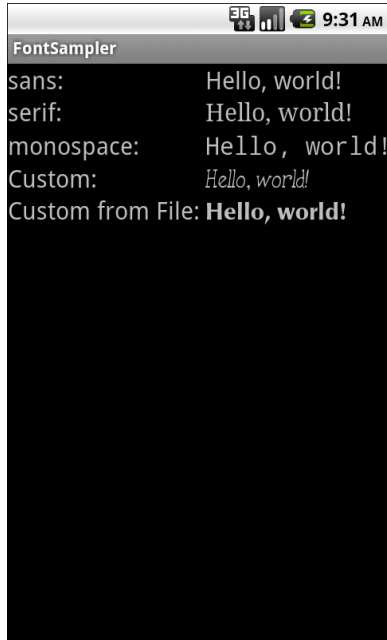 3G 9:31 AM
FontSampler
sans: Hello, world!
serif: Hello, world!
monospace: Hello, world!
Custom: Hello, world!
Custom from File: Hello, world!